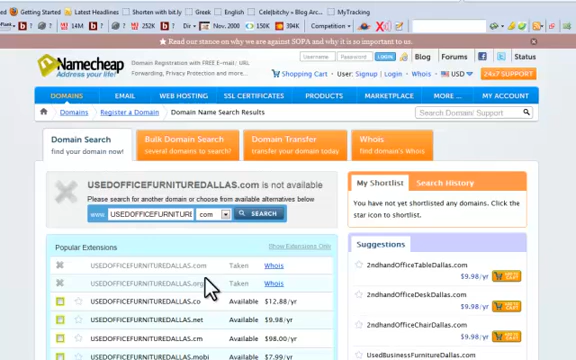 Getting Started
Latest Headlines
Shorten with bit.ly
Greek
English
Cele|bitchy » Blog Arc...
MyTracking
14M
252K
Dir
Nov. 2000
150K
394K
Competition
★ Read our stance on why we are against SOPA and why it is so important to us.
Namecheap
Address your life!
Domain Registration with FREE E-mail; URL
Forwarding, Privacy Protection and more...
Username
Password
LOGIN
Blog
Forums
Status
Shopping Cart
User: Signup | Login
Whois
USD
24x7 SUPPORT
DOMAINS
EMAIL
WEB HOSTING
SSL CERTIFICATES
PRODUCTS
MARKETPLACE
MORE ...
MY ACCOUNT
Domains
Register a Domain
Domain Name Search Results
Search Domains/Help
Domain Search
find your domain now!
Bulk Domain Search
several domains to search?
Domain Transfer
transfer your domain today
Whois
find domain's Whois
USEDOFFICEFURNITUREDALLAS.com is not available
Please search for another domain or choose from available alternatives below
www.
USEDOFFICEFURNITURE
com
SEARCH
My Shortlist
Search History
You have not yet shortlisted any domains. Click the
star icon to shortlist.
Popular Extensions
Show Extensions Only
USEDOFFICEFURNITUREDALLAS.com Taken Whois
USEDOFFICEFURNITUREDALLAS.org Taken Whois
USEDOFFICEFURNITUREDALLAS.co Available $12.88/yr
USEDOFFICEFURNITUREDALLAS.net Available $9.98/yr
USEDOFFICEFURNITUREDALLAS.cm Available $98.00/yr
USEDOFFICEFURNITUREDALLAS.mobi Available $7.99/yr
Suggestions
2ndhandOfficeTableDallas.com
$9.98/yr
2ndhandOfficeDeskDallas.com
$9.98/yr
2ndhandOfficeChairDallas.com
$9.98/yr
UsedBusinessFurnitureDallas.com